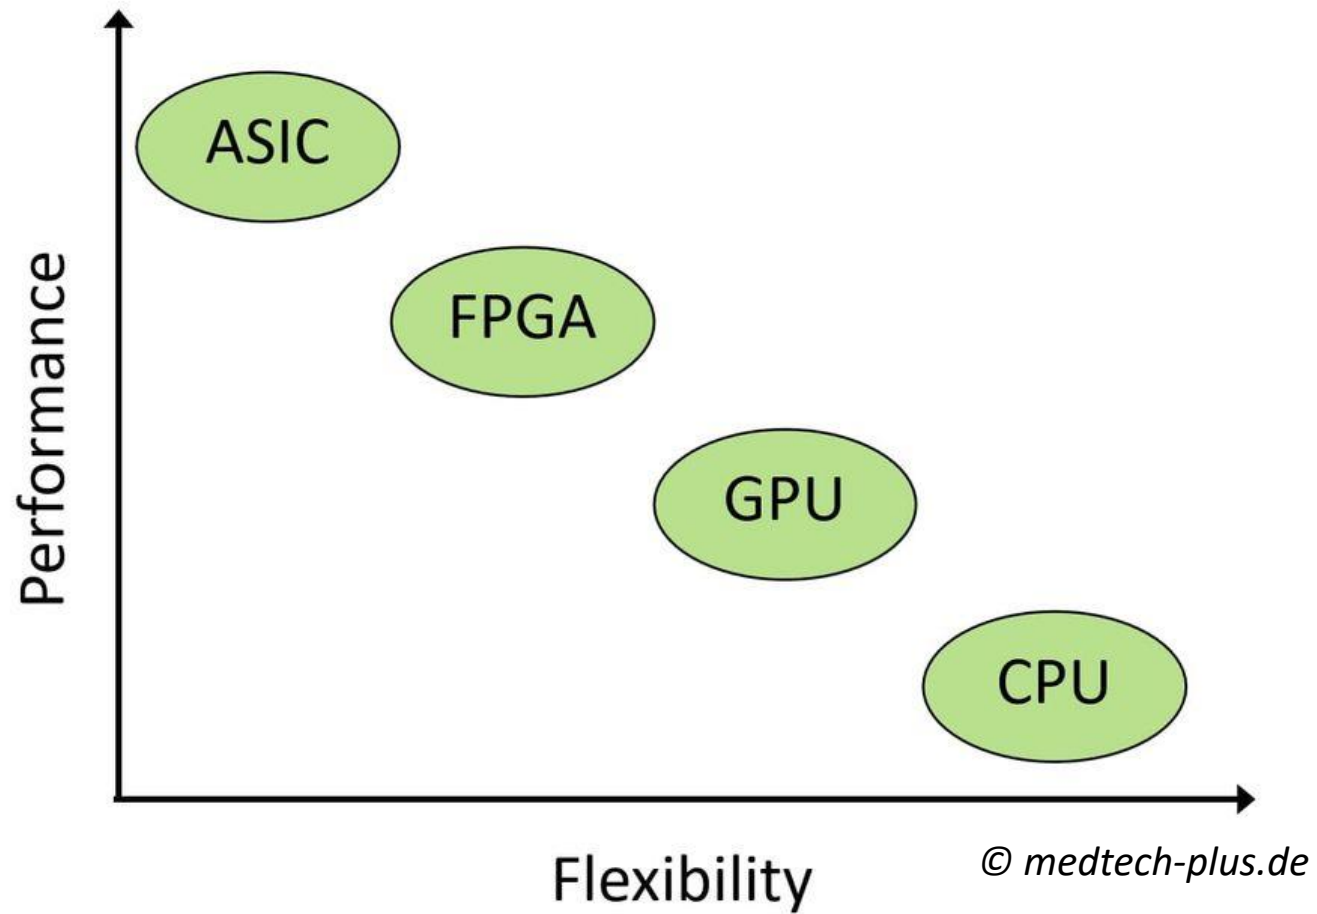 ASIC
FPGA
GPU
CPU
Performance
Flexibility
© medtech-plus.de